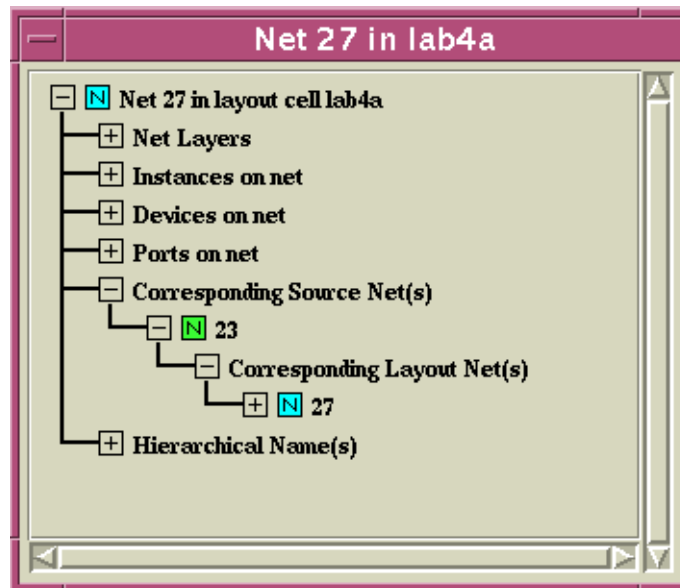 Net 27 in lab4a
N Net 27 in layout cell lab4a
Net Layers
Instances on net
Devices on net
Ports on net
Corresponding Source Net(s)
N 23
Corresponding Layout Net(s)
N 27
Hierarchical Name(s)